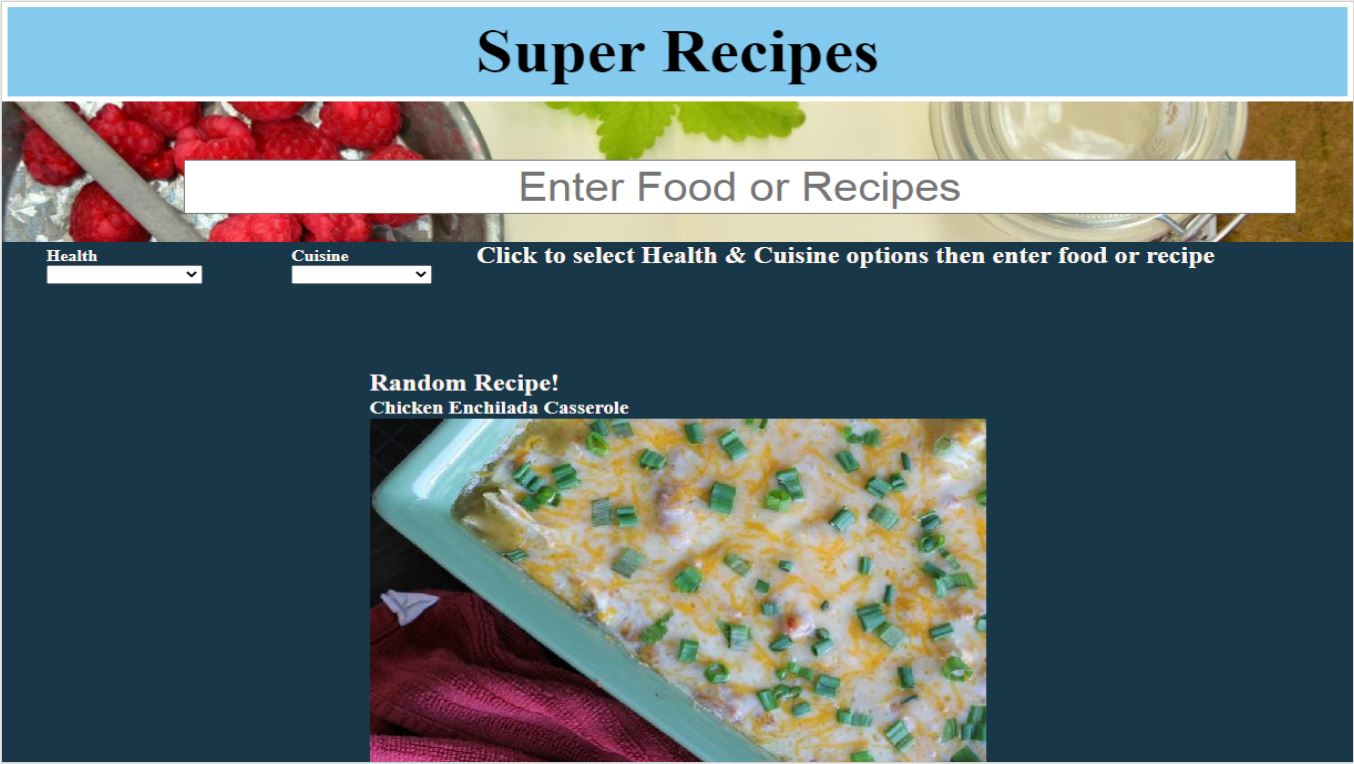 Super Recipes
Enter Food or Recipes
Health
Cuisine
Click to select Health & Cuisine options then enter food or recipe
Random Recipe!
Chicken Enchilada Casserole